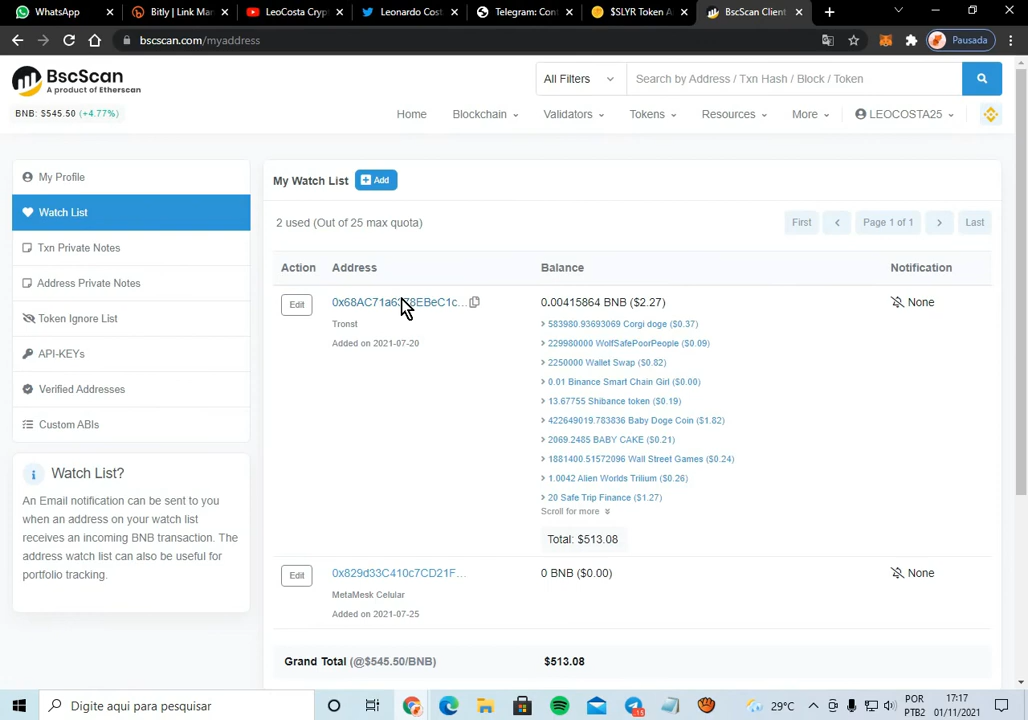 WhatsApp
Bitly | Link Mar
LeoCosta Cryp
Leonardo Cost
Telegram: Cont
$SLYR Token A
BscScan Client
bscscan.com/myaddress
Pausada
BscScan
A product of Etherscan
All Filters
Search by Address / Txn Hash / Block / Token
BNB: $545.50 (+4.77%)
Home
Blockchain
Validators
Tokens
Resources
More
LEOCOSTA25
My Profile
Watch List
Txn Private Notes
Address Private Notes
Token Ignore List
API-KEYs
Verified Addresses
Custom ABIs
Watch List?
An Email notification can be sent to you
when an address on your watch list
receives an incoming BNB transaction. The
address watch list can also be useful for
portfolio tracking.
My Watch List
Add
2 used (Out of 25 max quota)
First
Page 1 of 1
Last
Action
Address
Balance
Notification
Edit
0.00415864 BNB ($2.27)
None
Tronst
Added on 2021-07-20
583980.93693069 Corgi doge ($0.37)
229980000 WolfSafePoorPeople ($0.09)
2250000 Wallet Swap ($0.82)
0.01 Binance Smart Chain Girl ($0.00)
13.67755 Shibance token ($0.19)
422649019.783836 Baby Doge Coin ($1.82)
2069.2485 BABY CAKE ($0.21)
1881400.51572096 Wall Street Games ($0.24)
1.0042 Alien Worlds Trilium ($0.26)
20 Safe Trip Finance ($1.27)
Scroll for more
Total: $513.08
Edit
0x829d33C410c7CD21F...
0 BNB ($0.00)
None
MetaMesk Celular
Added on 2021-07-25
Grand Total (@$545.50/BNB)
$513.08
Digite aqui para pesquisar
29°C
POR
PTB2
17:17
01/11/2021